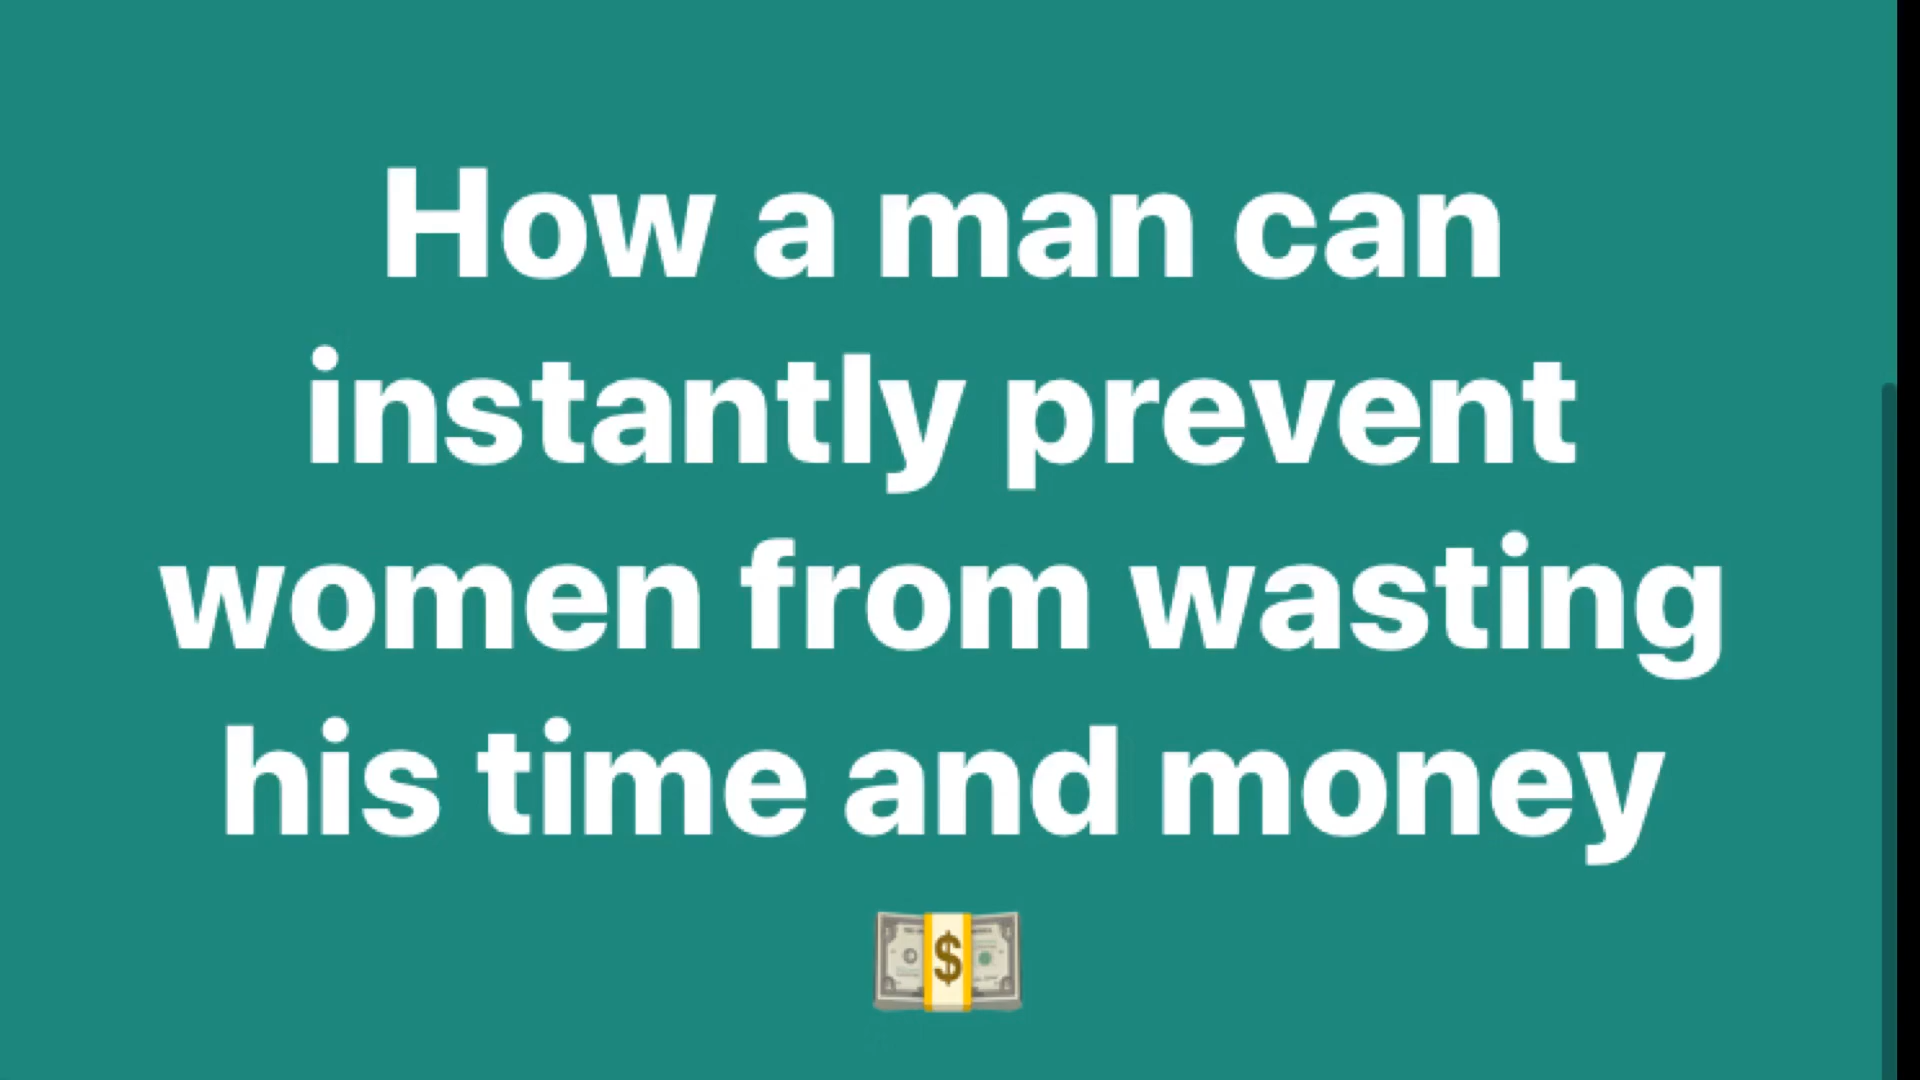 How a man can
instantly prevent
women from wasting
his time and money
💵